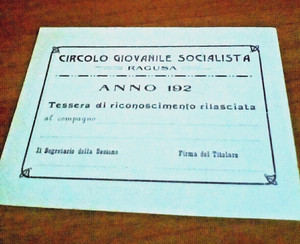 CIRCOLO GIOVANILE SOCIALISTA
RAGUSA
ANNO 192
Tessera di riconoscimento rilasciata
al compagno
Il Segretario della Sezione
Firma del Titolare